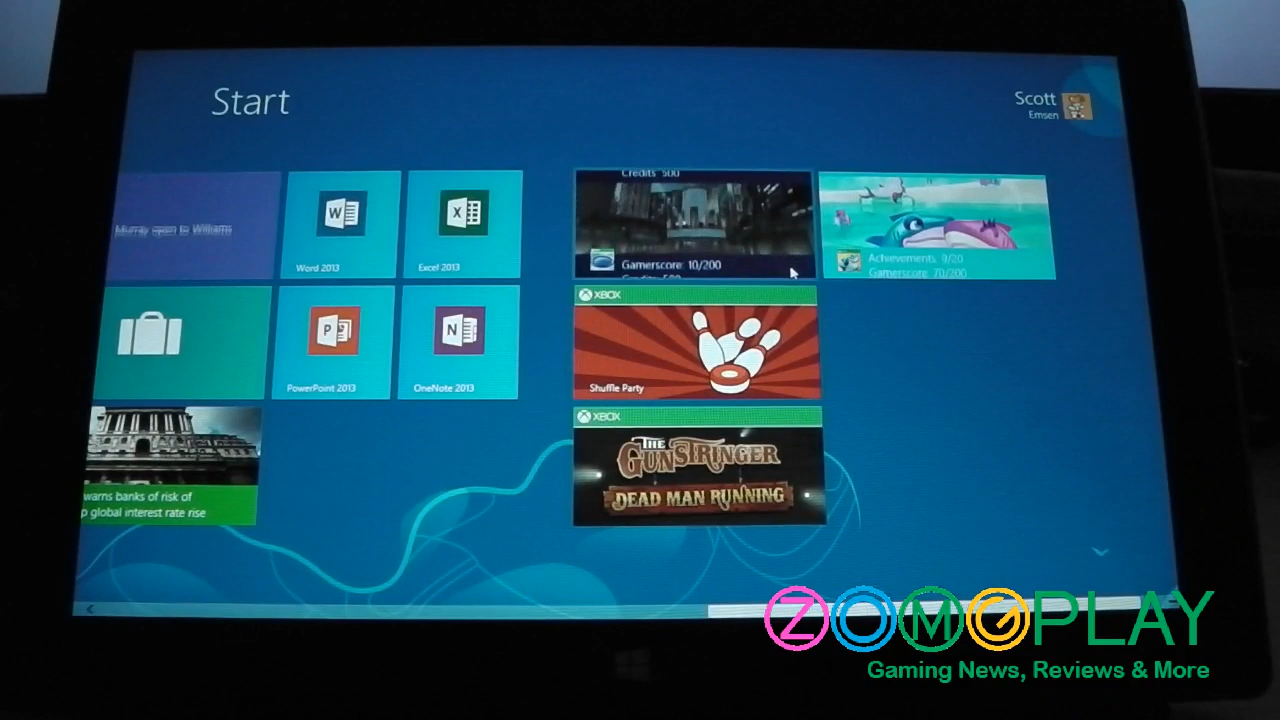 Start
Scott
Emsen
Murray open to Williams
W
Word 2013
X
Excel 2013
Credits: 500
Gamerscore: 10/200
Achievements: 9/20
Gamerscore: 70/200
P
PowerPoint 2013
N
OneNote 2013
XBOX
Shuffle Party
warns banks of risk of
p global interest rate rise
XBOX
THE
GUNSTRINGER
DEAD MAN RUNNING
ZOMGPLAY
Gaming News, Reviews & More